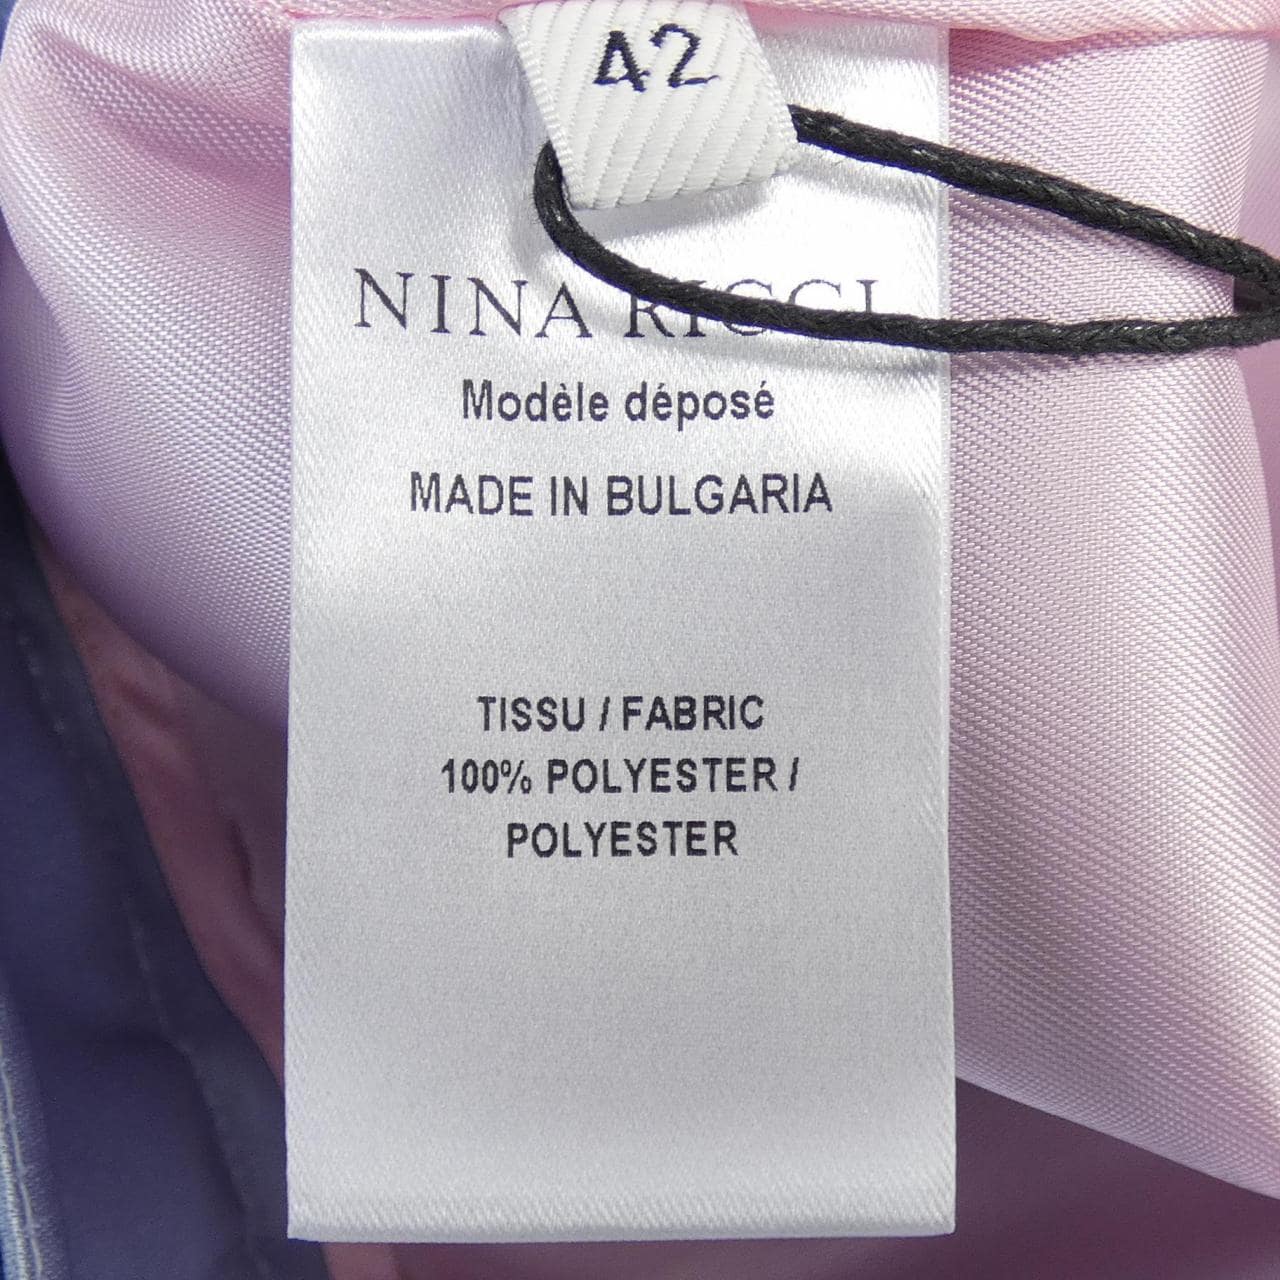 42
NINA RICCI
Modèle déposé
MADE IN BULGARIA
TISSU / FABRIC
100% POLYESTER /
POLYESTER